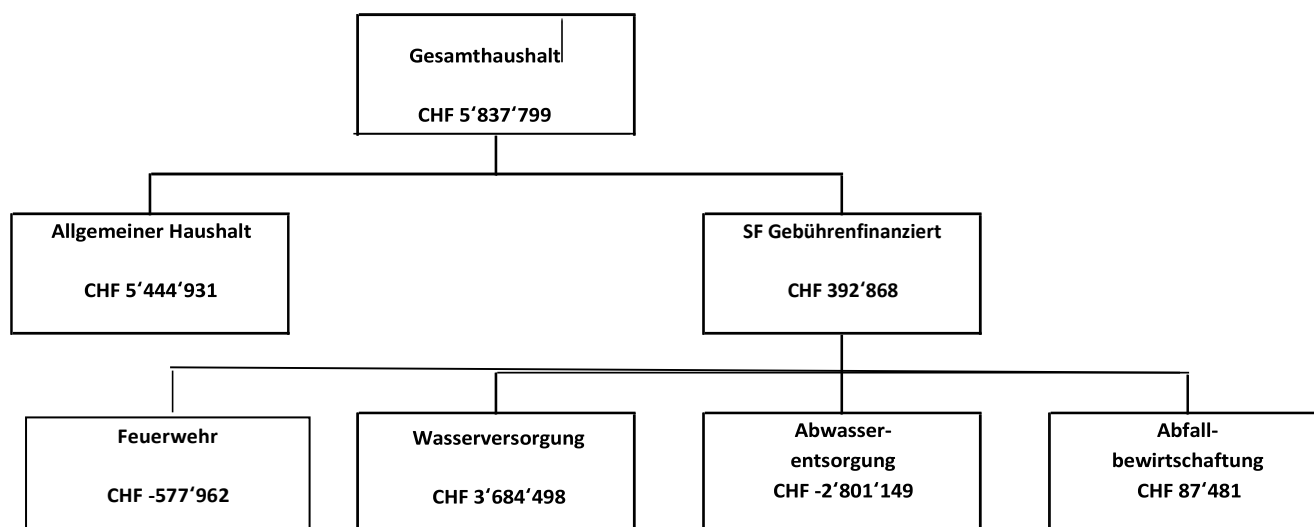 Gesamthaushalt
CHF 5‘837‘799
Allgemeiner Haushalt
CHF 5‘444‘931
SF Gebührenfinanziert
CHF 392‘868
Feuerwehr
CHF -577‘962
Wasserversorgung
CHF 3‘684‘498
Abwasser-
entsorgung
CHF -2‘801‘149
Abfall-
bewirtschaftung
CHF 87‘481